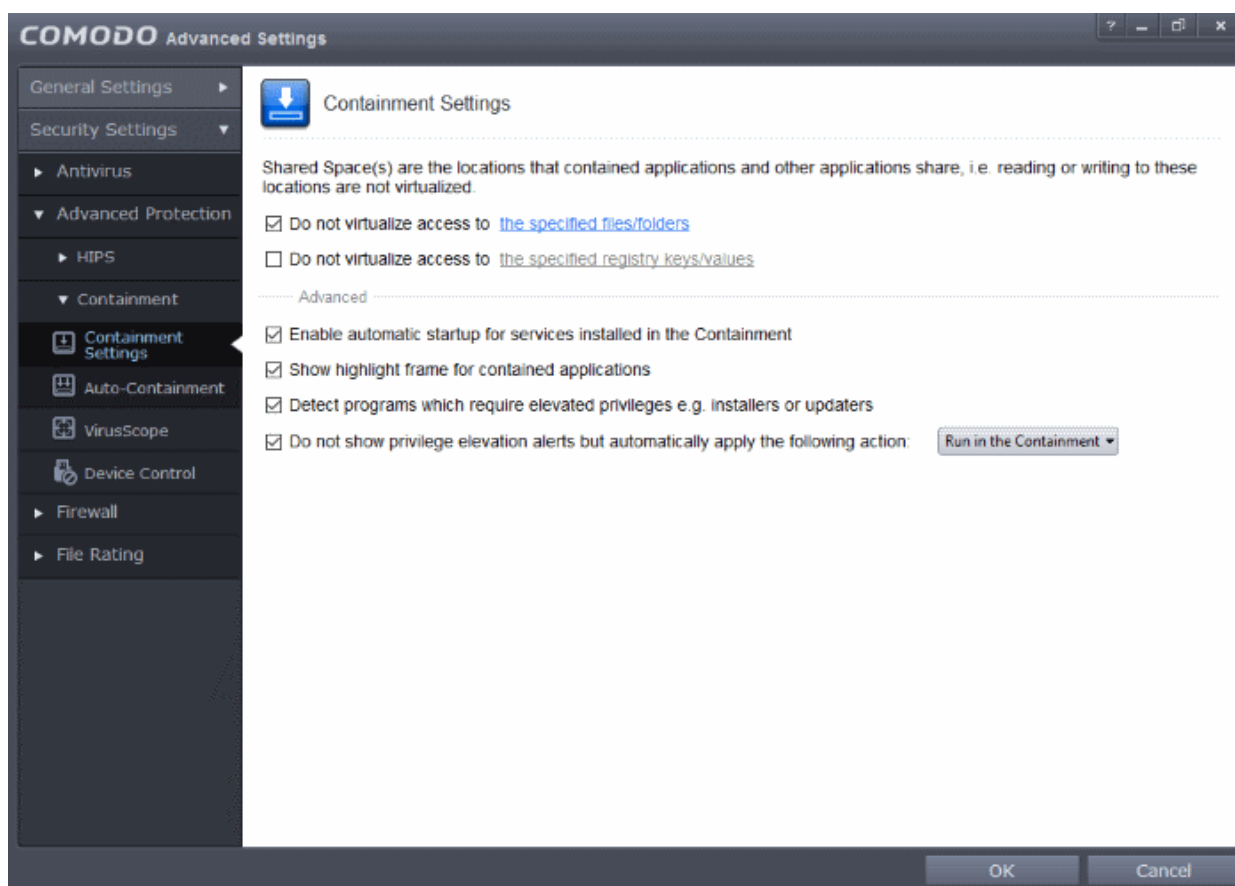 COMODO Advanced Settings
?
General Settings
Security Settings
Antivirus
Advanced Protection
HIPS
Containment
Containment
Settings
Auto-Containment
VirusScope
Device Control
Firewall
File Rating
Containment Settings
Shared Space(s) are the locations that contained applications and other applications share, i.e. reading or writing to these
locations are not virtualized.
Do not virtualize access to the specified files/folders
Do not virtualize access to the specified registry keys/values
Advanced
Enable automatic startup for services installed in the Containment
Show highlight frame for contained applications
Detect programs which require elevated privileges e.g. installers or updaters
Do not show privilege elevation alerts but automatically apply the following action: Run in the Containment
OK Cancel